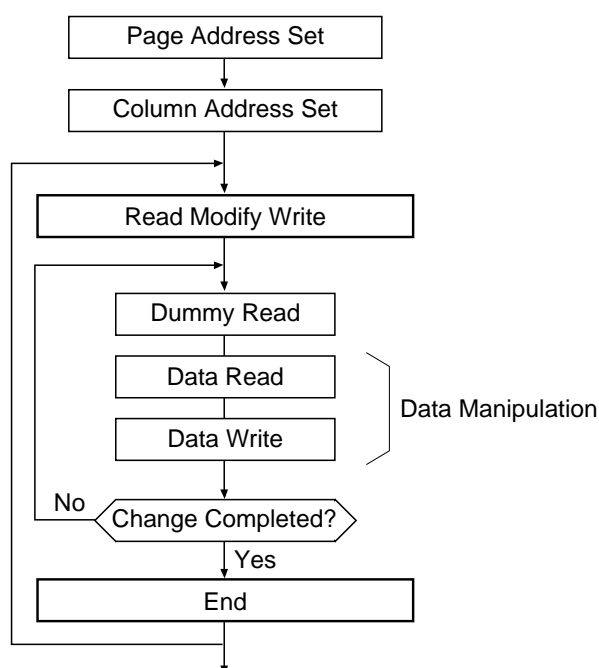 Page Address Set
Column Address Set
Read Modify Write
Dummy Read
Data Read
Data Manipulation
Data Write
No
Change Completed?
Yes
End